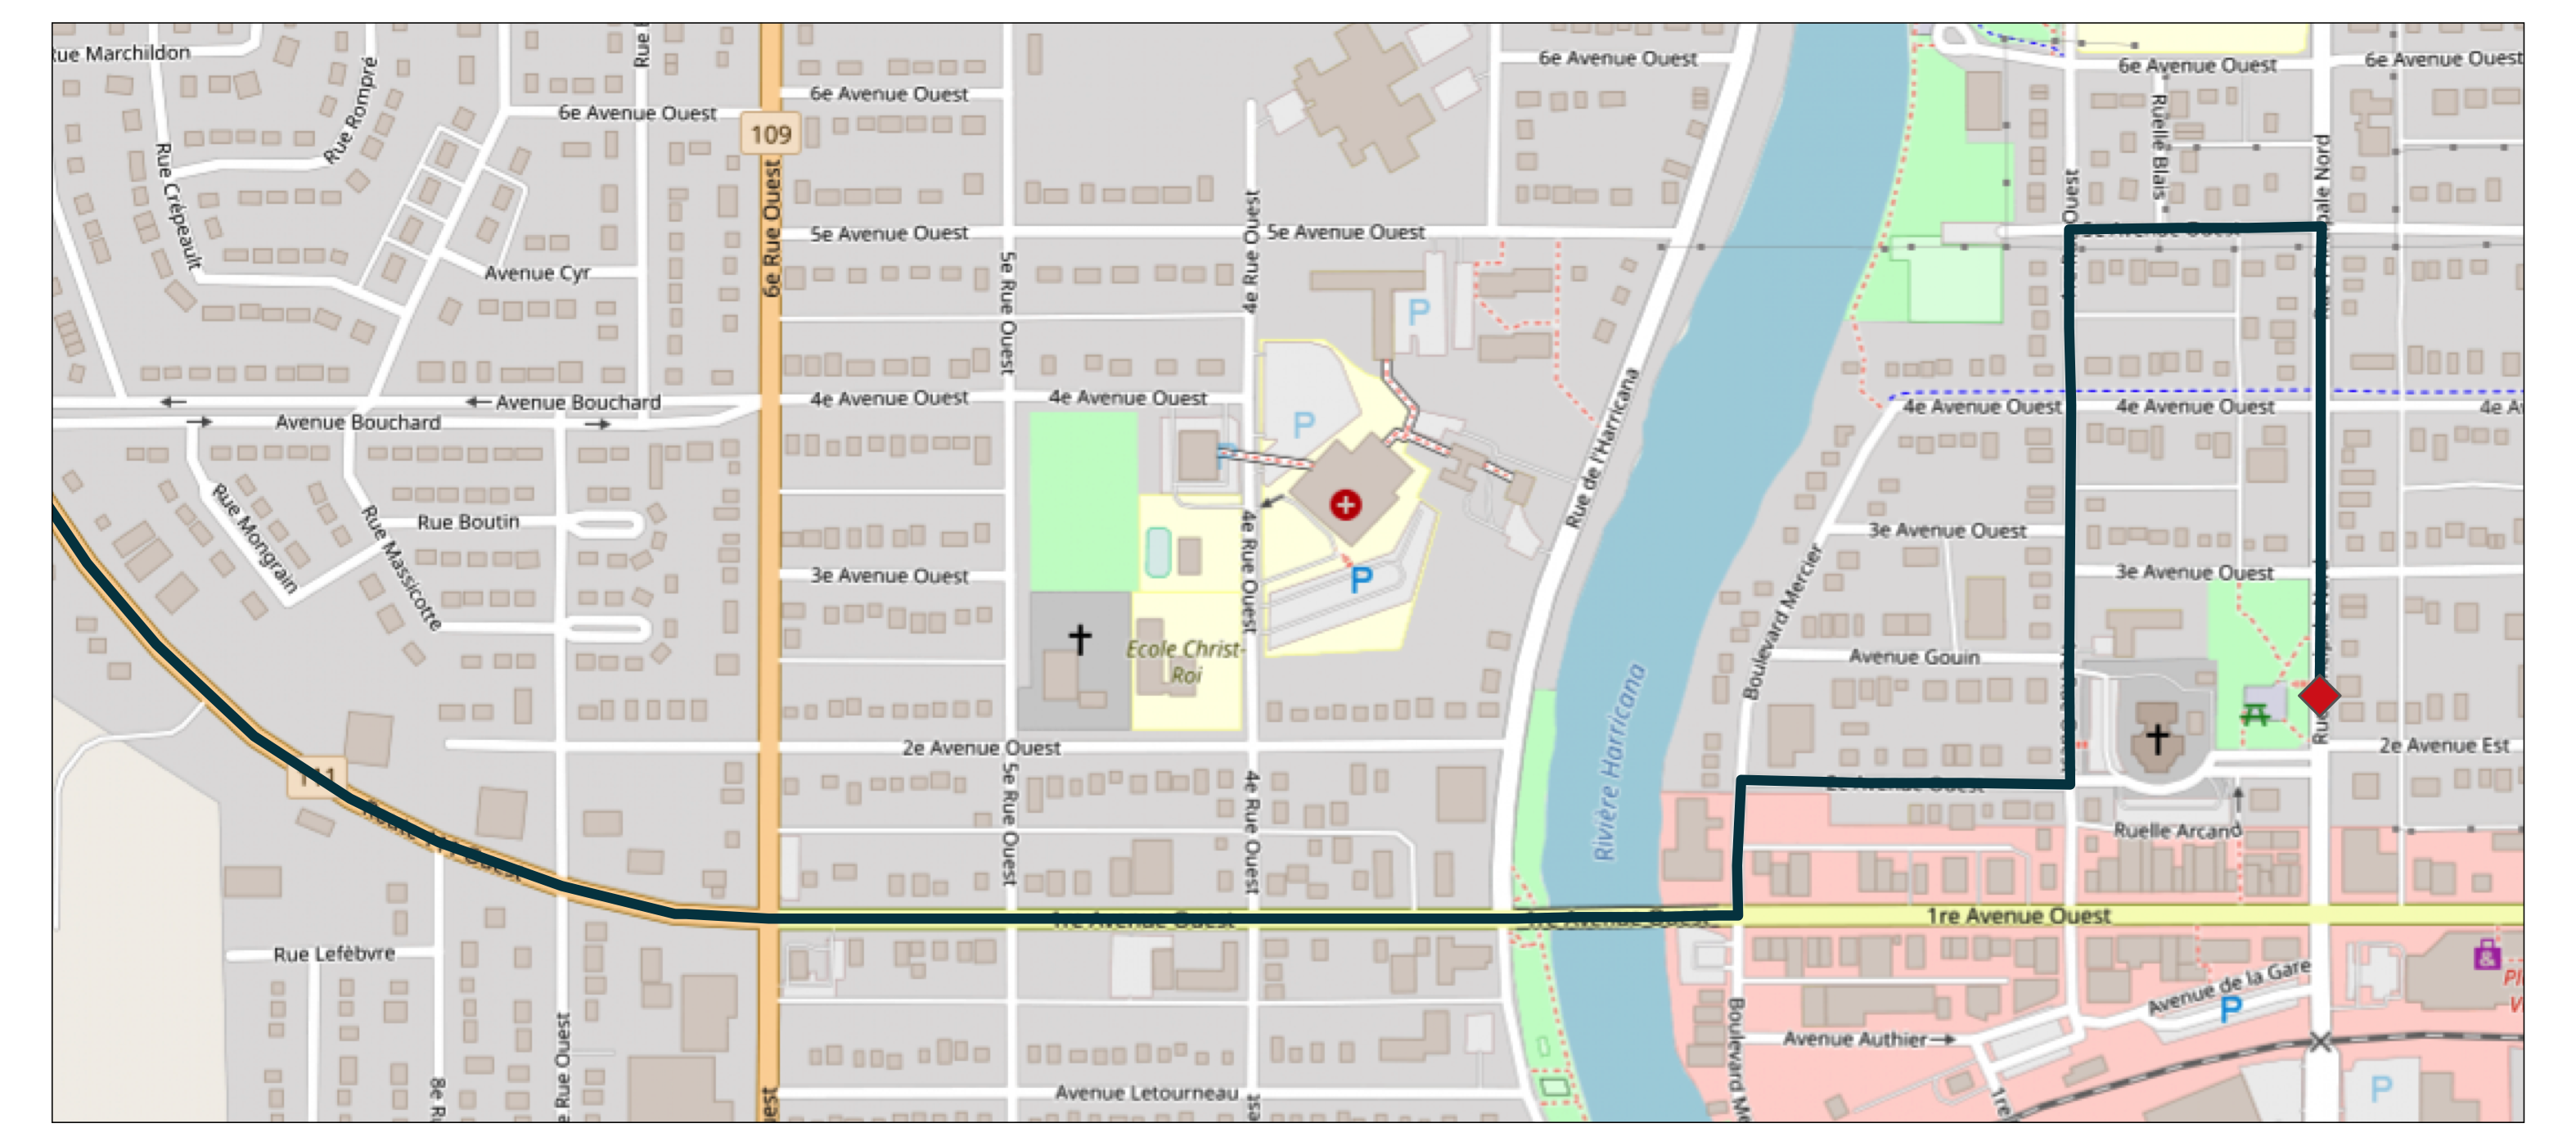 Rue Marchildon
Rue Rompré
Rue Crépeault
6e Avenue Ouest
109
6e Rue Ouest
6e Avenue Ouest
6e Avenue Ouest
6e Avenue Ouest
6e Avenue Ouest
Ruelle Blais
5e Avenue Ouest
5e Avenue Ouest
4e Rue Ouest
5e Rue Ouest
Avenue Cyr
P
Avenue Bouchard
Avenue Bouchard
4e Avenue Ouest
4e Avenue Ouest
P
P
4e Avenue Ouest
4e Avenue Ouest
4e A
Rue de l'Harricana
Rue Mongrain
Rue Boutin
Rue Massicotte
3e Avenue Ouest
4e Rue Ouest
P
3e Avenue Ouest
3e Avenue Ouest
Boulevard Mercier
Avenue Gouin
Ecole Christ-
Roi
Rivière Harricana
2e Avenue Ouest
2e Avenue Est
5e Rue Ouest
4e Rue Ouest
Ruelle Arcand
1re Avenue Ouest
Rue Lefèbvre
Avenue de la Gare
P
Avenue Authier
Avenue Letourneau
P
8e Ru
e Rue Ouest
Boulevard Me
1re